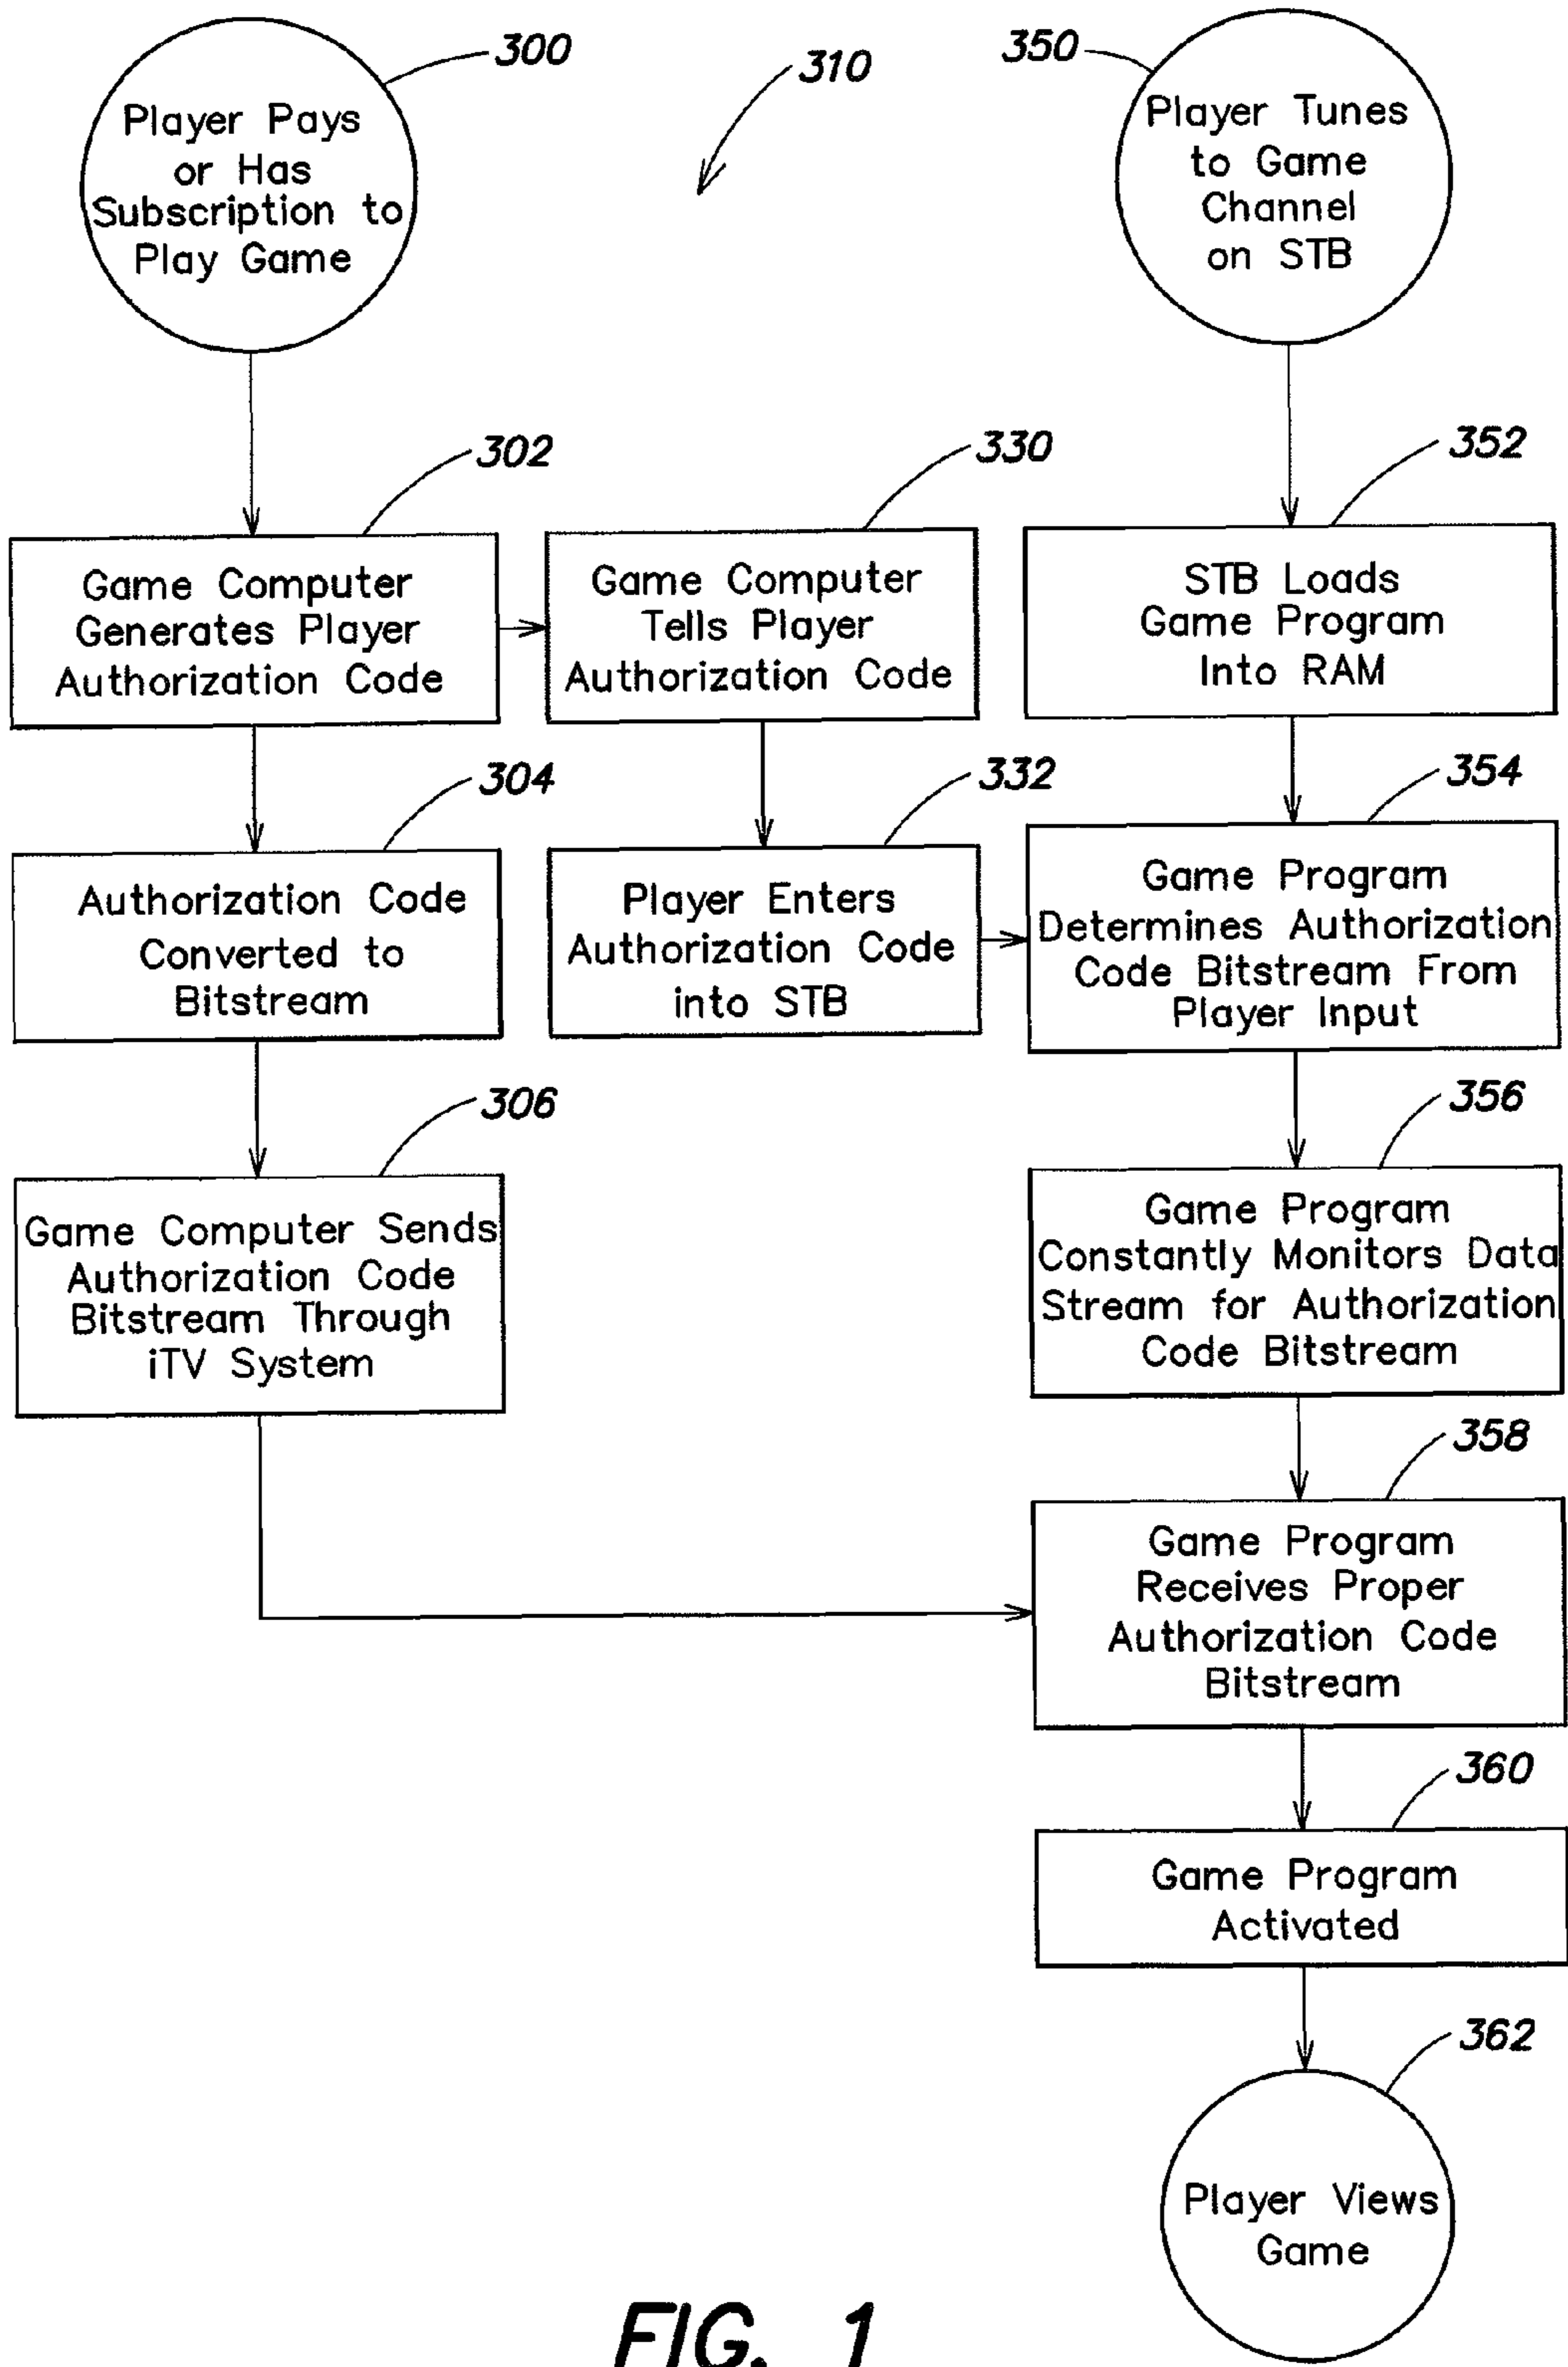 300
310
350
Player Pays
or Has
Subscription to
Play Game
Player Tunes
to Game
Channel
on STB
302
330
352
Game Computer
Generates Player
Authorization Code
Game Computer
Tells Player
Authorization Code
STB Loads
Game Program
Into RAM
304
332
354
Authorization Code
Converted to
Bitstream
Player Enters
Authorization Code
into STB
Game Program
Determines Authorization
Code Bitstream From
Player Input
306
356
Game Computer Sends
Authorization Code
Bitstream Through
iTV System
Game Program
Constantly Monitors Data
Stream for Authorization
Code Bitstream
358
Game Program
Receives Proper
Authorization Code
Bitstream
360
Game Program
Activated
362
Player Views
Game
FIG. 1